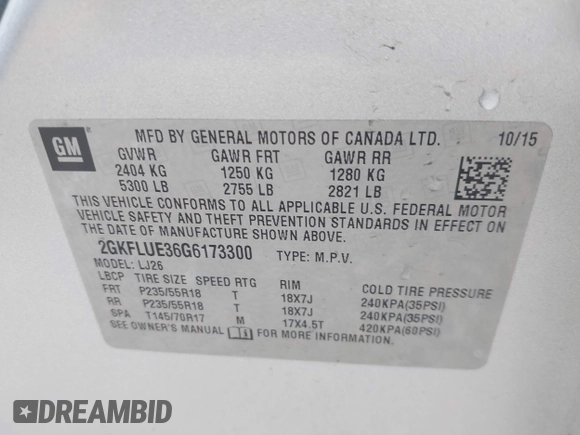 GM
MFD BY GENERAL MOTORS OF CANADA LTD. 10/15
GVWR GAWR FRT GAWR RR
2404 KG 1250 KG 1280 KG
5300 LB 2755 LB 2821 LB
THIS VEHICLE CONFORMS TO ALL APPLICABLE U.S. FEDERAL MOTOR
VEHICLE SAFETY AND THEFT PREVENTION STANDARDS IN EFFECT ON
THE DATE OF MANUFACTURE SHOWN ABOVE.
2GKFLUE36G6173300 TYPE: M.P.V.
MODEL: LJ26
LBCP TIRE SIZE SPEED RTG RIM COLD TIRE PRESSURE
FRT P235/55R18 T 18X7J 240KPA(35PSI)
RR P235/55R18 T 18X7J 240KPA(35PSI)
SPA T145/70R17 M 17X4.5T 420KPA(60PSI)
SEE OWNER'S MANUAL FOR MORE INFORMATION.
DREAMBID